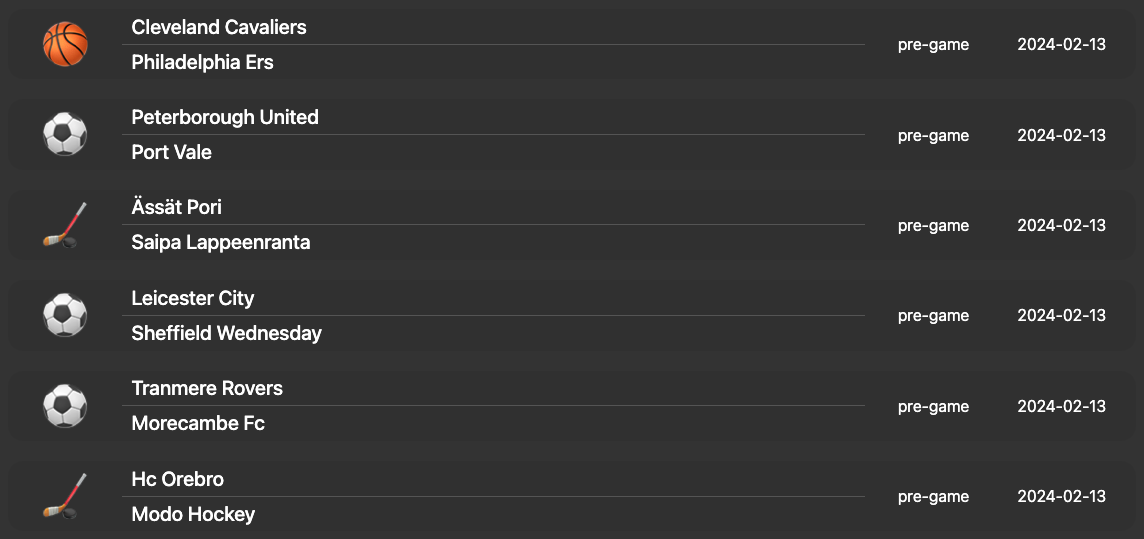 Cleveland Cavaliers
Philadelphia Ers
pre-game
2024-02-13
Peterborough United
Port Vale
pre-game
2024-02-13
Ässät Pori
Saipa Lappeenranta
pre-game
2024-02-13
Leicester City
Sheffield Wednesday
pre-game
2024-02-13
Tranmere Rovers
Morecambe Fc
pre-game
2024-02-13
Hc Orebro
Modo Hockey
pre-game
2024-02-13